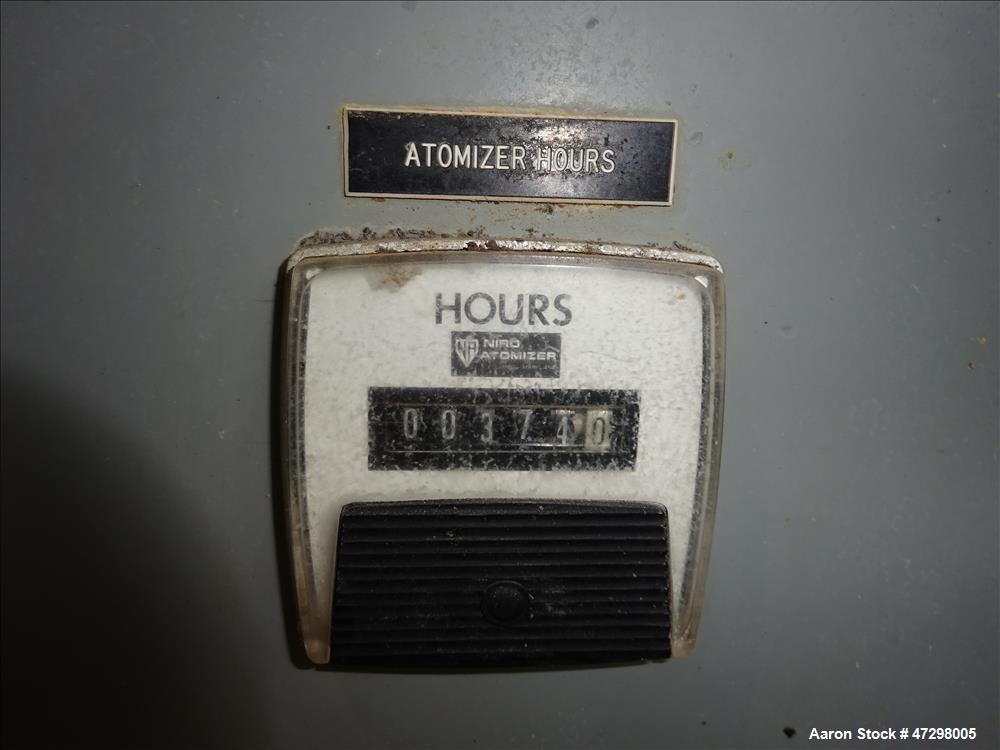 ATOMIZER HOURS
HOURS
NIRO
ATOMIZER
003740
Aaron Stock # 47298005